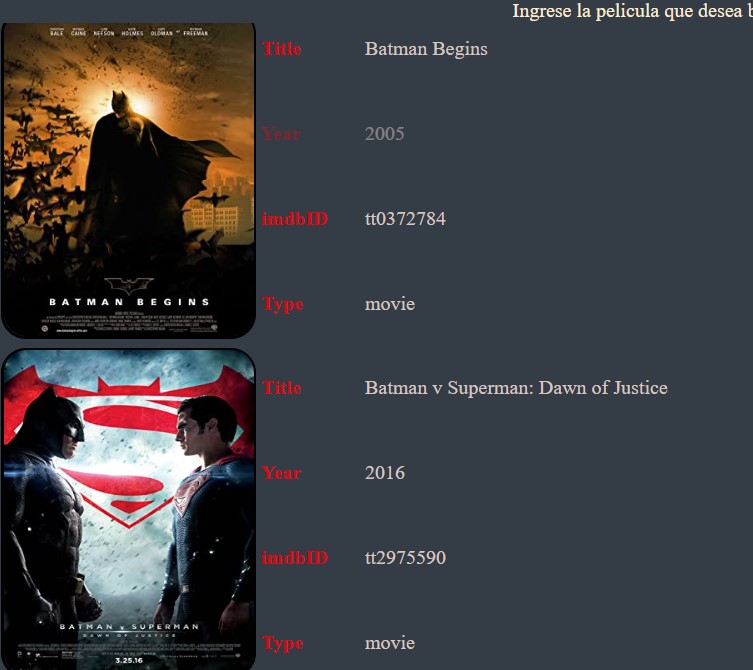 Ingrese la pelicula que desea b
BALE CAINE NEESON HOLMES OLDMAN FREEMAN
Title Batman Begins
Year 2005
imdbID tt0372784
BATMAN BEGINS
Type movie
Title Batman v Superman: Dawn of Justice
Year 2016
imdbID tt2975590
BATMAN v SUPERMAN
DAWN OF JUSTICE
Type movie
3.25.16